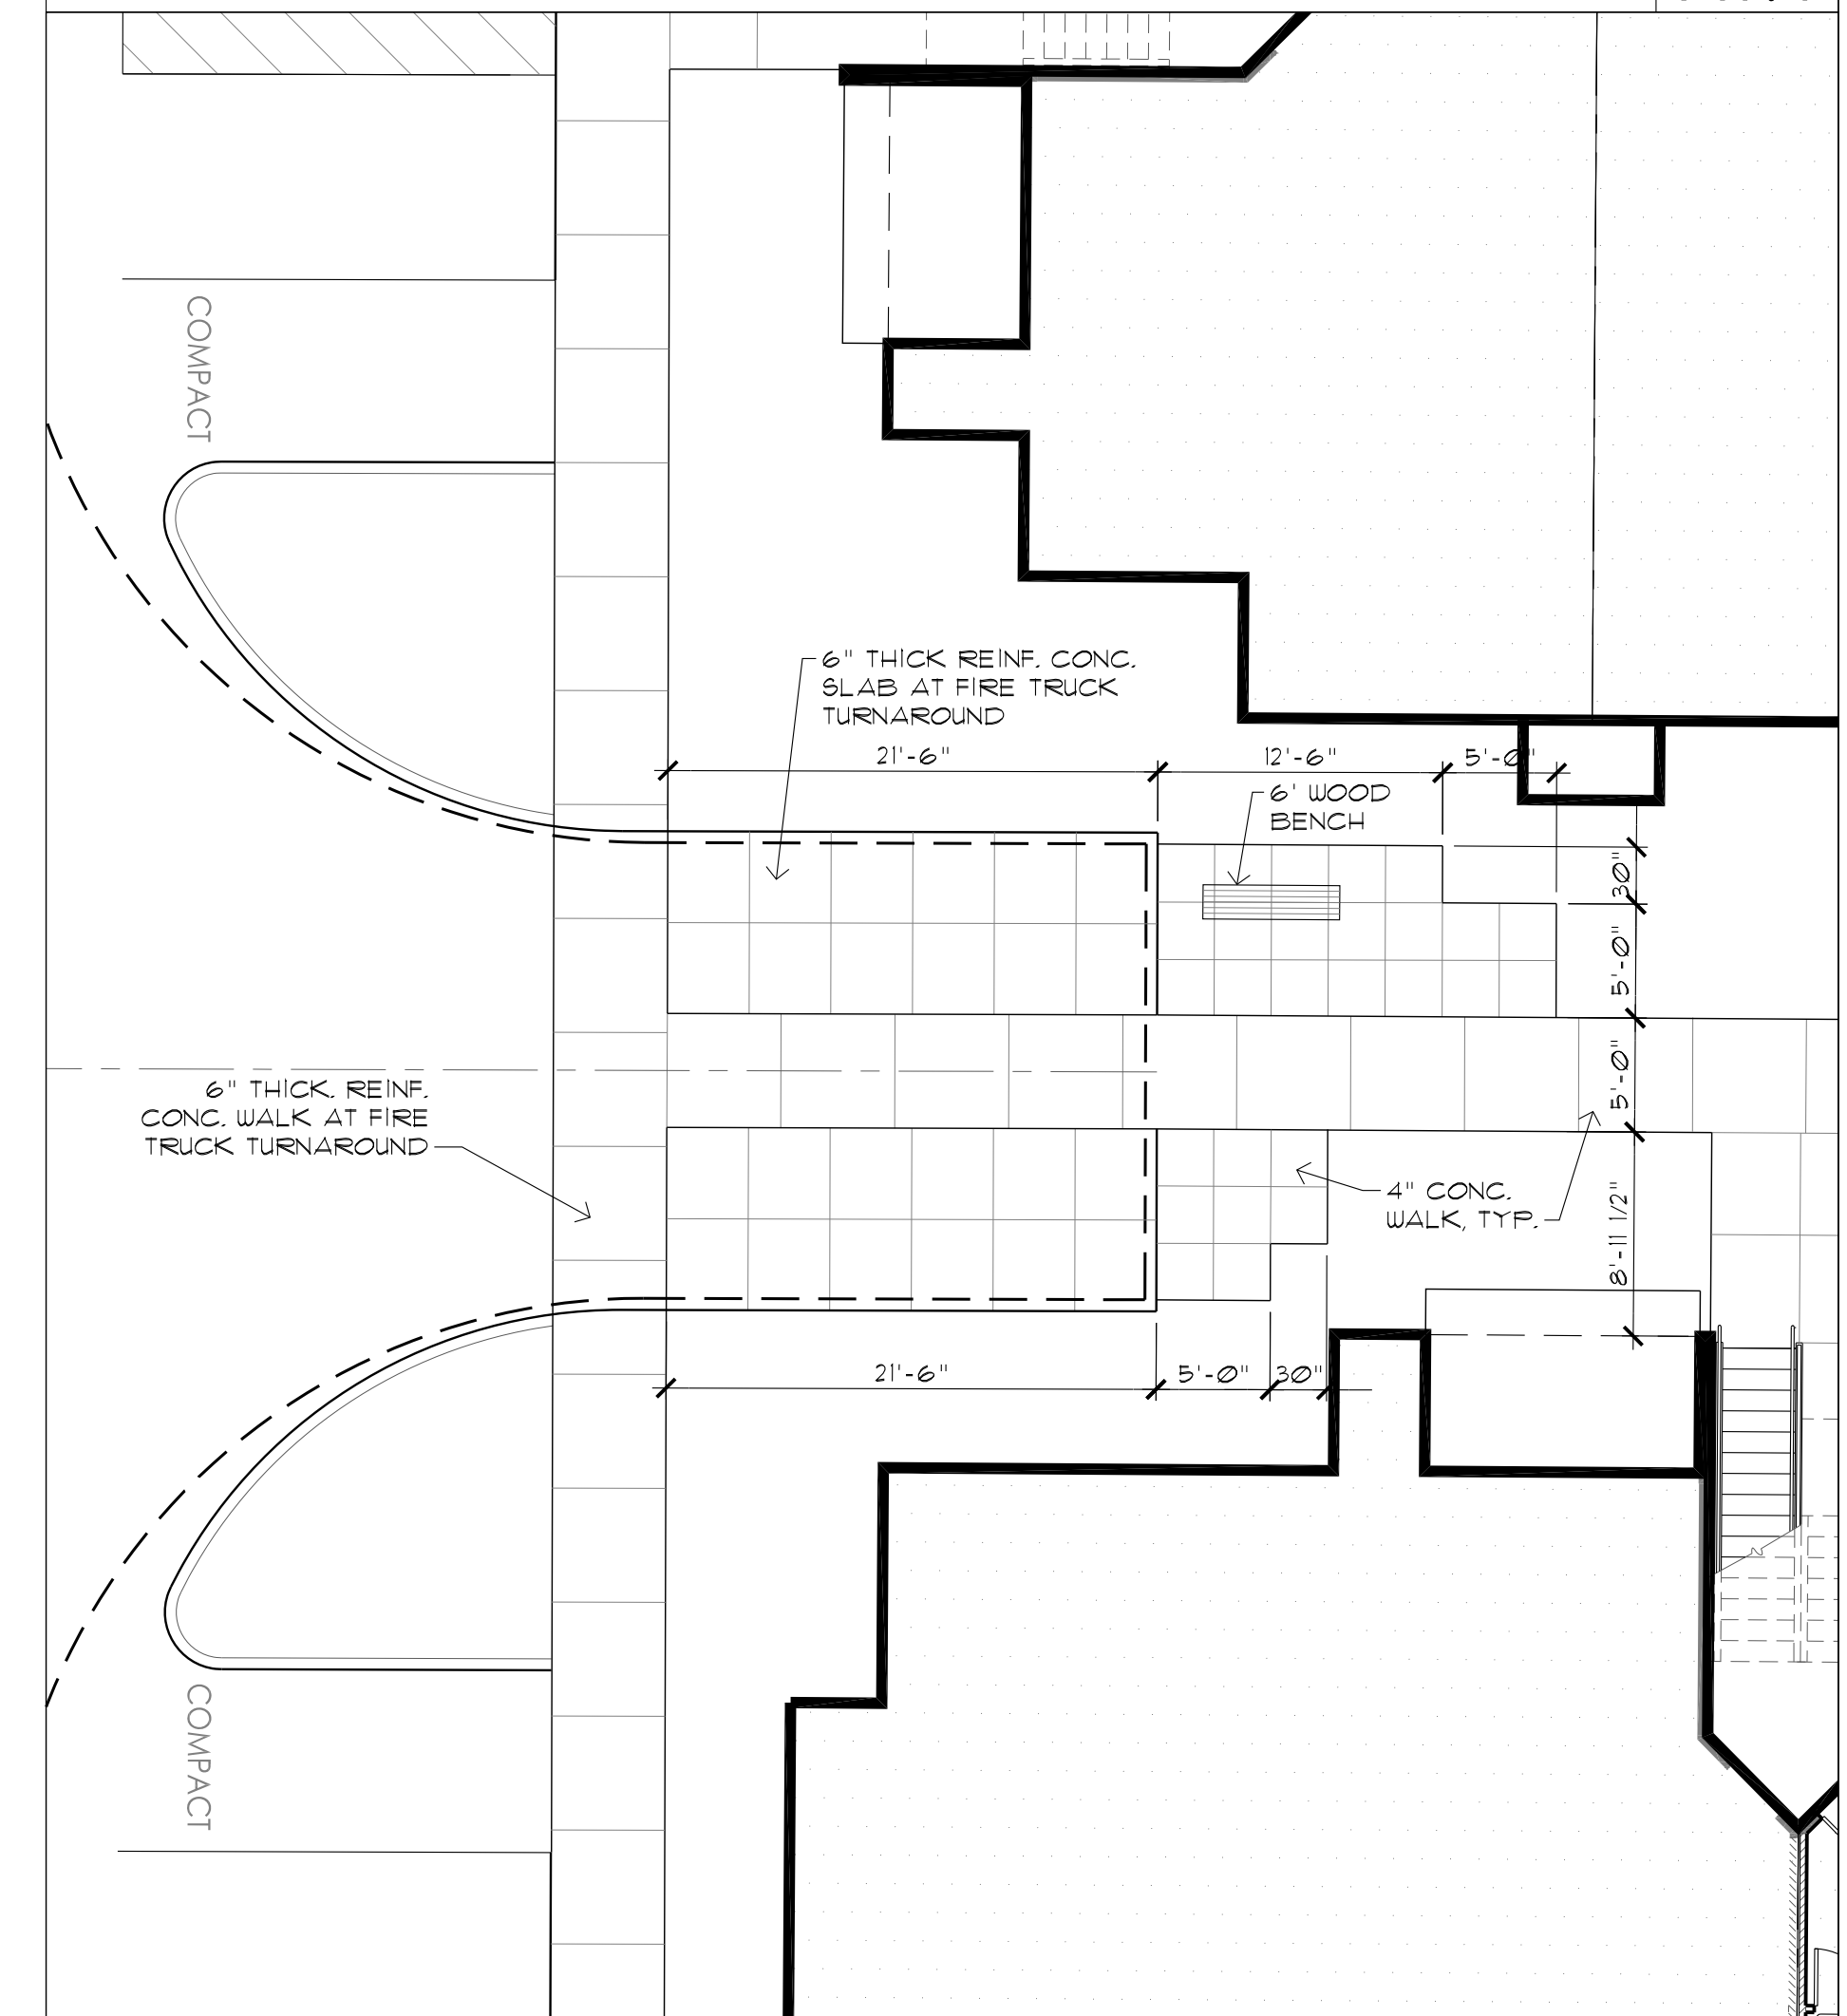 COMPACT
6" THICK REINF. CONC.
SLAB AT FIRE TRUCK
TURNAROUND
21'-6"
12'-6"
5'-0"
6' WOOD
BENCH
30"
5'-0"
5'-0"
6" THICK. REINF.
CONC. WALK AT FIRE
TRUCK TURNAROUND
4" CONC.
WALK, TYP.
8'-11 1/2"
21'-6"
5'-0"
30"
COMPACT